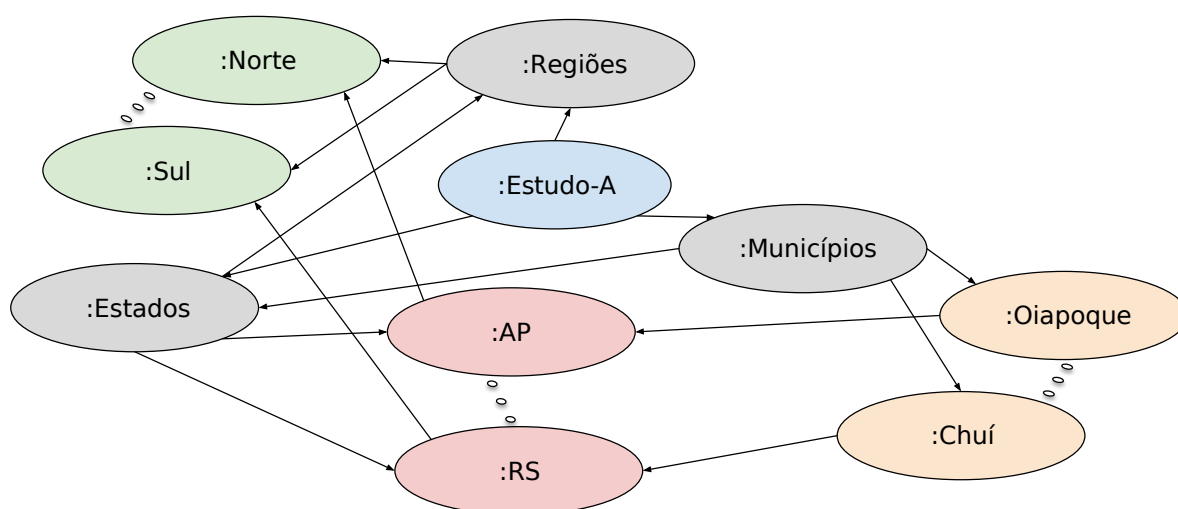 :Norte
:Regiões
:Sul
:Estudo-A
:Municípios
:Estados
:AP
:Oiapoque
:Chuí
:RS